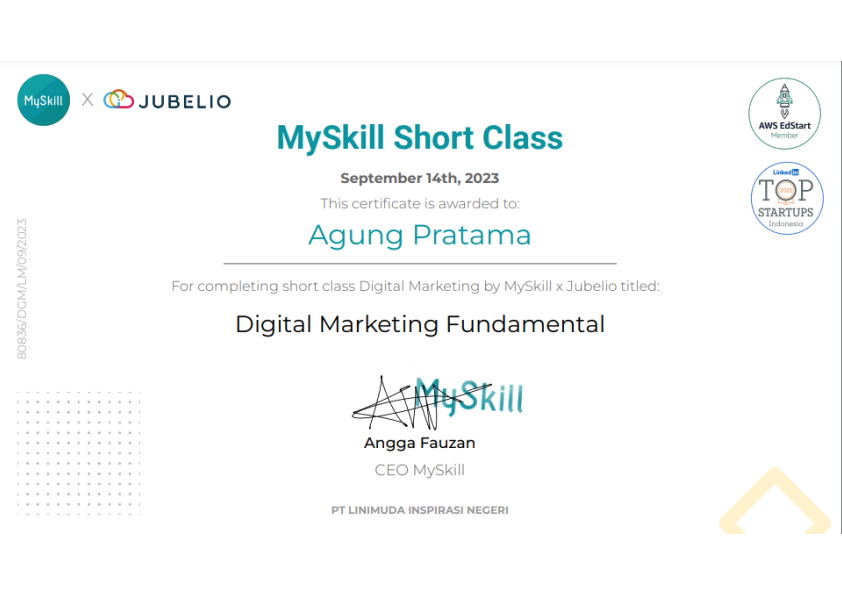 MySkill X JUBELIO
AWS EdStart
Member
MySkill Short Class
LinkedIn
TOP
2022
STARTUPS
Indonesia
September 14th, 2023
This certificate is awarded to:
Agung Pratama
80836/DGM/LM/09/2023
For completing short class Digital Marketing by MySkill x Jubelio titled:
Digital Marketing Fundamental
MySkill
Angga Fauzan
CEO MySkill
PT LINIMUDA INSPIRASI NEGERI